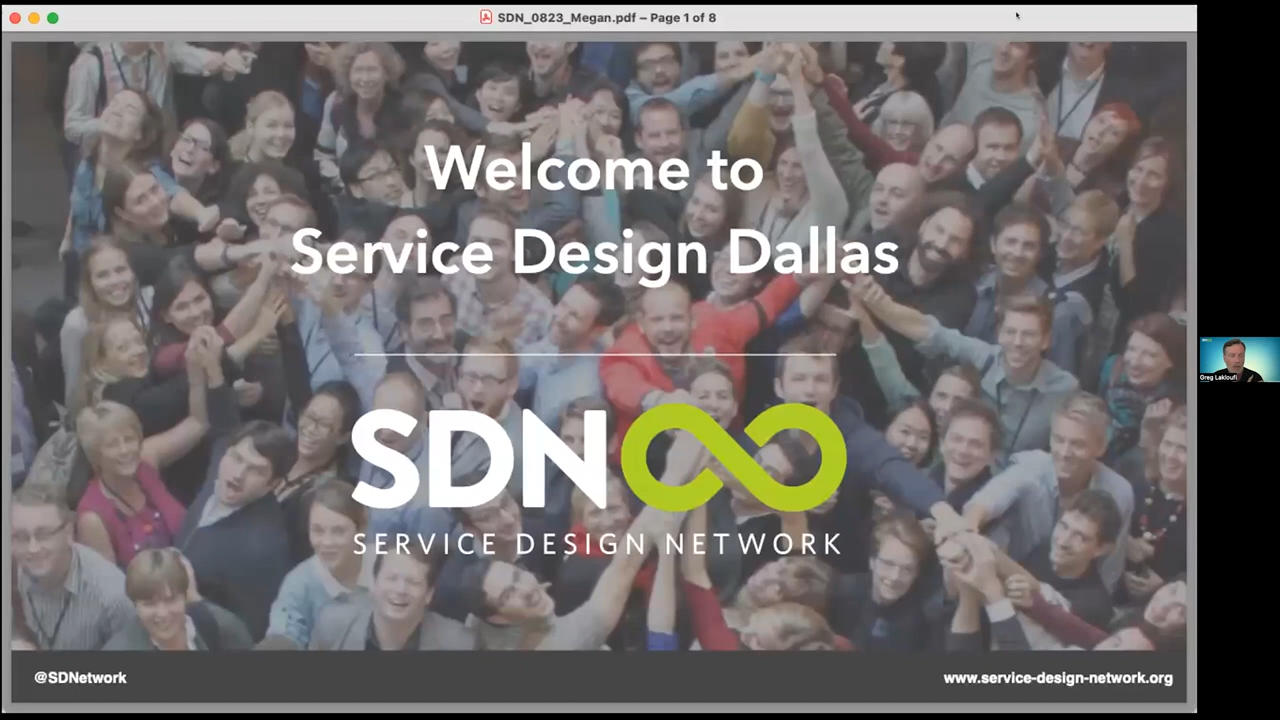 SDN_0823_Megan.pdf – Page 1 of 8
Welcome to
Service Design Dallas
SDN
SERVICE DESIGN NETWORK
@SDNetwork
www.service-design-network.org
Greg Lakloufi